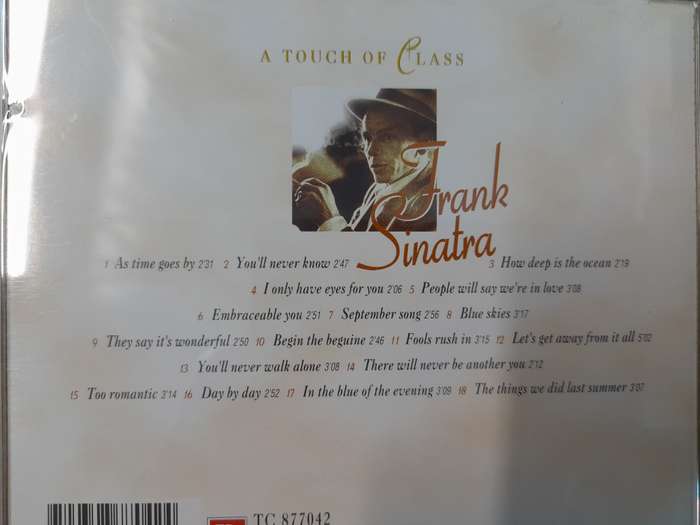 A TOUCH OF CLASS
Frank
Sinatra
1 As time goes by 2'31 2 You'll never know 2'47 3 How deep is the ocean 2'19
4 I only have eyes for you 2'06 5 People will say we're in love 3'08
6 Embraceable you 2'51 7 September song 2'56 8 Blue skies 3'17
9 They say it's wonderful 2'50 10 Begin the beguine 2'46 11 Fools rush in 3'15 12 Let's get away from it all 5'02
13 You'll never walk alone 3'08 14 There will never be another you 2'12
15 Too romantic 3'14 16 Day by day 2'52 17 In the blue of the evening 3'09 18 The things we did last summer 3'07
TC 877042